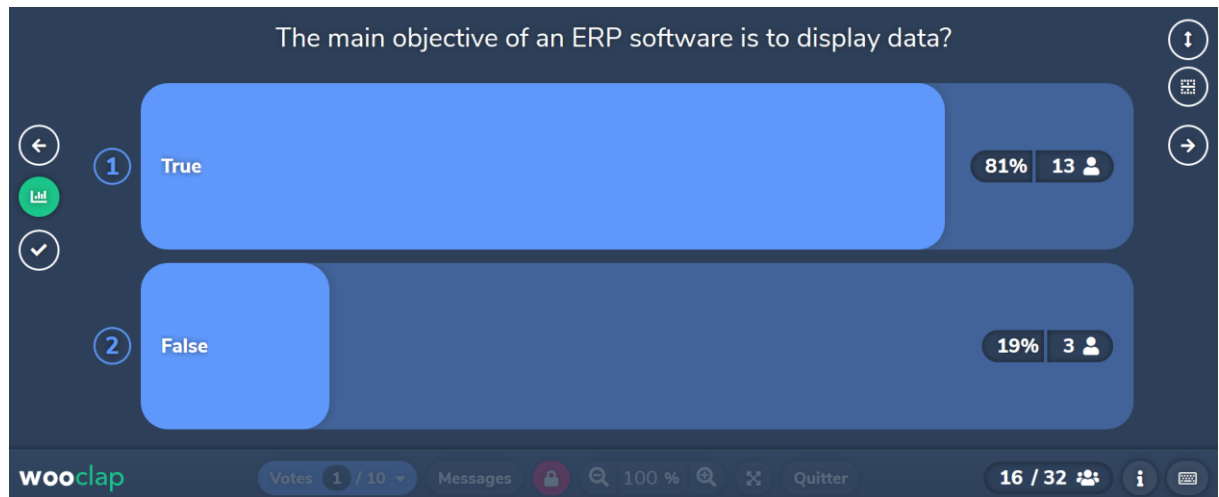 The main objective of an ERP software is to display data?
1 True 81% 13
2 False 19% 3
wooclap Votes 1 / 10 Messages 100 % Quitter 16 / 32 i